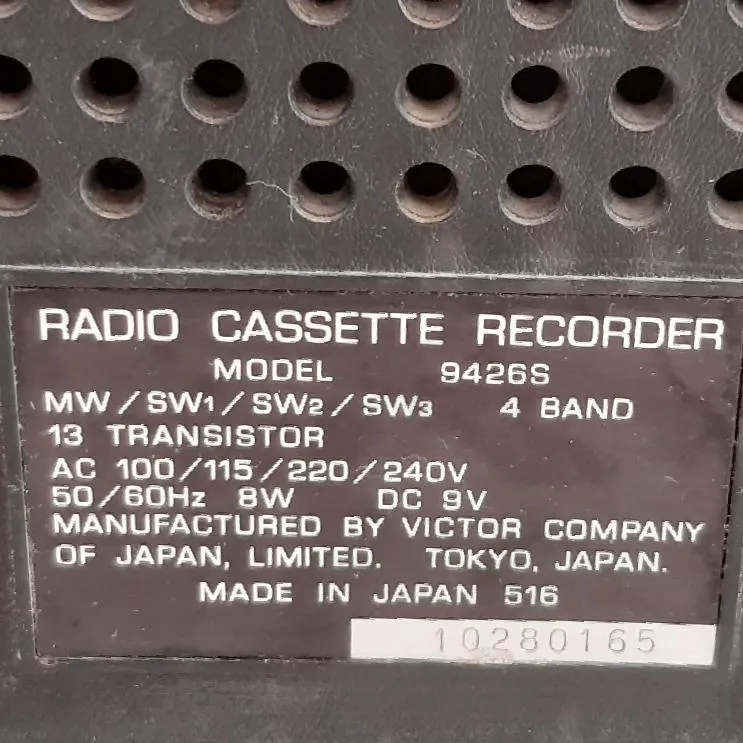 RADIO CASSETTE RECORDER
MODEL 9426S
MW/SW1/SW2/SW3 4 BAND
13 TRANSISTOR
AC 100/115/220/240V
50/60Hz 8W DC 9V
MANUFACTURED BY VICTOR COMPANY
OF JAPAN, LIMITED. TOKYO, JAPAN.
MADE IN JAPAN 516
10280165